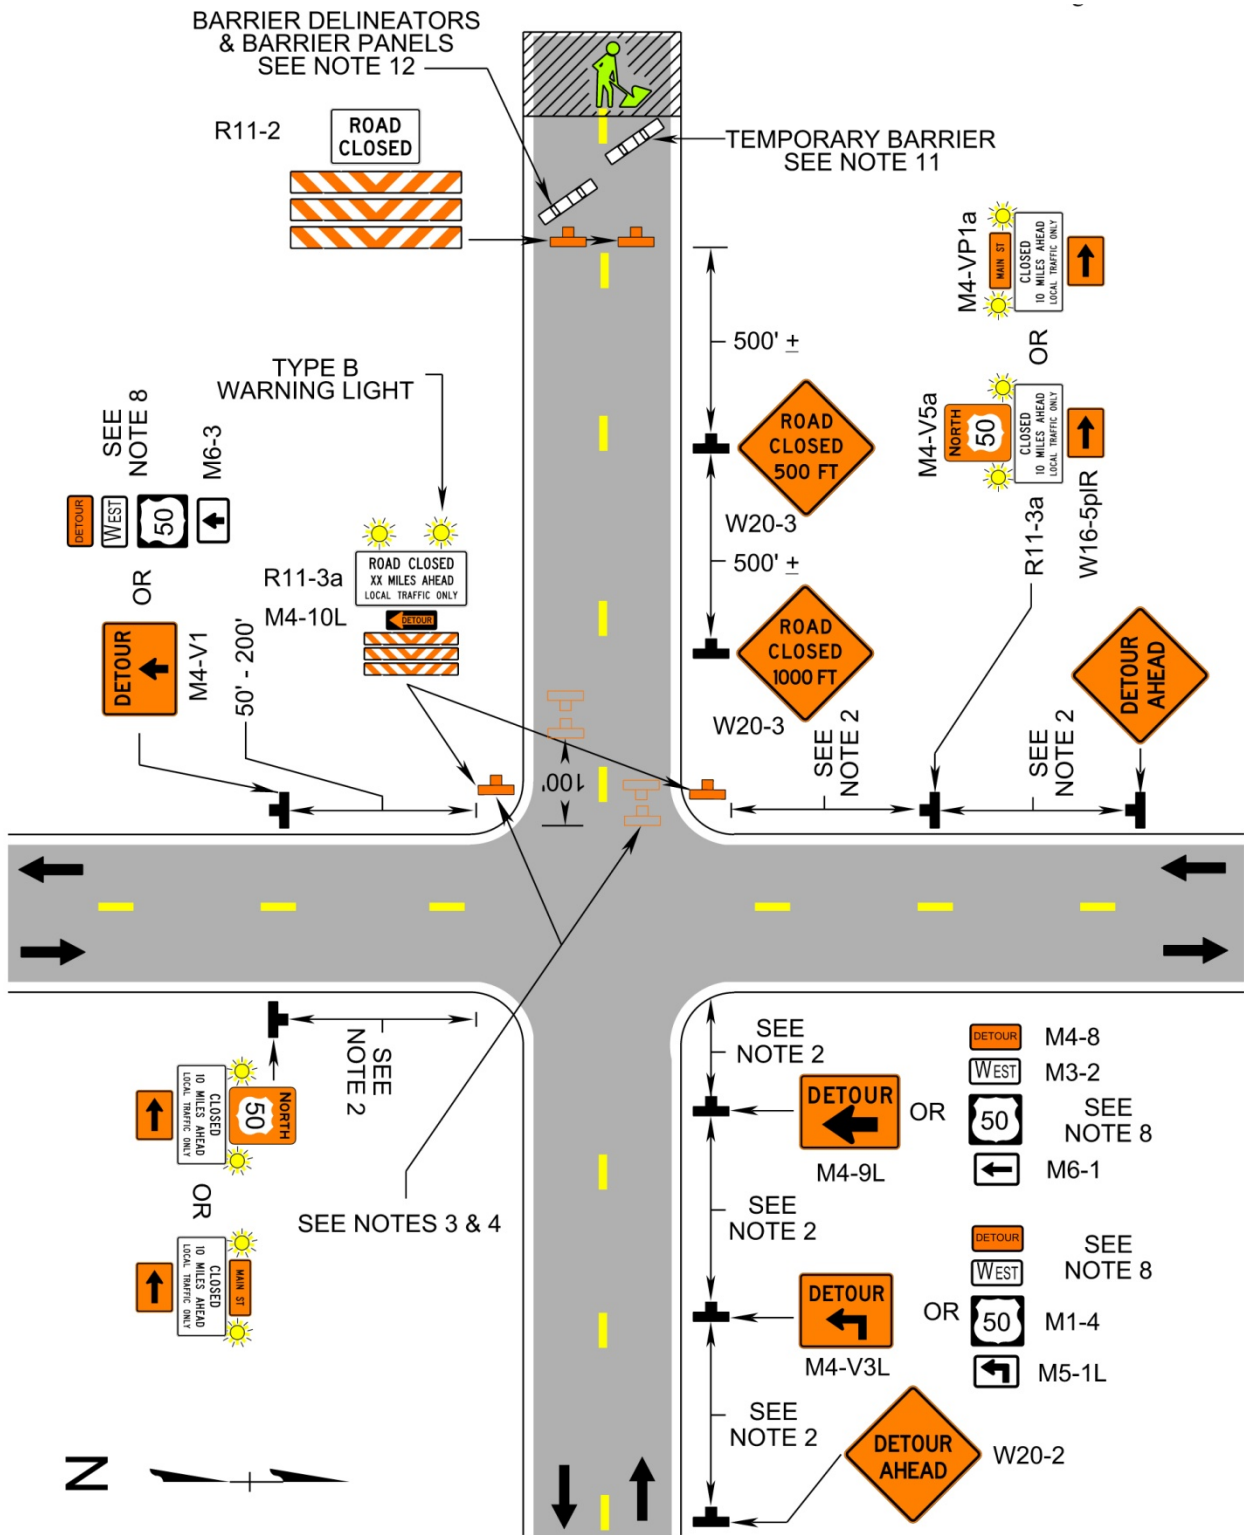 BARRIER DELINEATORS
& BARRIER PANELS
SEE NOTE 12
R11-2
ROAD
CLOSED
TEMPORARY BARRIER
SEE NOTE 11
M4-VP1a
MAIN ST
CLOSED
10 MILES AHEAD
LOCAL TRAFFIC ONLY
OR
500' ±
TYPE B
WARNING LIGHT
SEE
NOTE 8
M6-3
DETOUR
WEST
50
OR
ROAD
CLOSED
500 FT
W20-3
M4-V5a
NORTH
50
CLOSED
10 MILES AHEAD
LOCAL TRAFFIC ONLY
R11-3a
W16-5plR
500' ±
R11-3a
ROAD CLOSED
XX MILES AHEAD
LOCAL TRAFFIC ONLY
M4-10L
DETOUR
DETOUR
M4-V1
50' - 200'
ROAD
CLOSED
1000 FT
W20-3
DETOUR
AHEAD
SEE
NOTE 2
SEE
NOTE 2
100'
SEE
NOTE 2
NORTH
50
CLOSED
10 MILES AHEAD
LOCAL TRAFFIC ONLY
OR
MAIN ST
CLOSED
10 MILES AHEAD
LOCAL TRAFFIC ONLY
SEE NOTES 3 & 4
SEE
NOTE 2
DETOUR
M4-9L
OR
DETOUR
M4-8
WEST
M3-2
50
SEE
NOTE 8
M6-1
SEE
NOTE 2
DETOUR
M4-V3L
OR
DETOUR
WEST
SEE
NOTE 8
50
M1-4
M5-1L
SEE
NOTE 2
DETOUR
AHEAD
W20-2
N